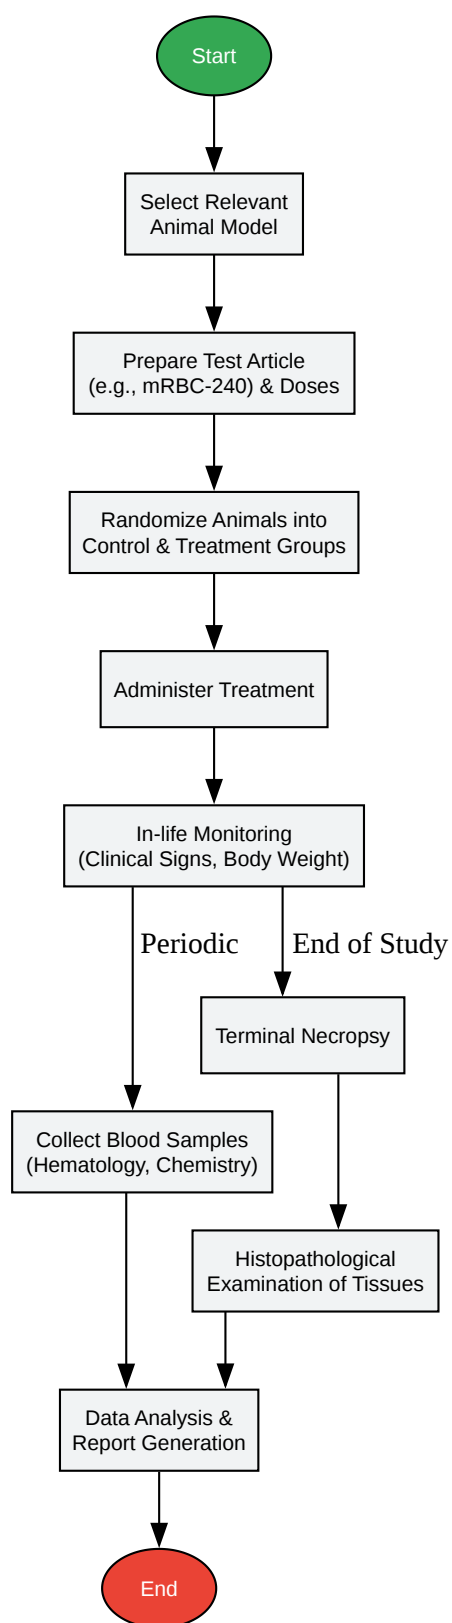 Start
Select Relevant
Animal Model
Prepare Test Article
(e.g., mRBC-240) & Doses
Randomize Animals into
Control & Treatment Groups
Administer Treatment
In-life Monitoring
(Clinical Signs, Body Weight)
Periodic
End of Study
Terminal Necropsy
Collect Blood Samples
(Hematology, Chemistry)
Histopathological
Examination of Tissues
Data Analysis &
Report Generation
End